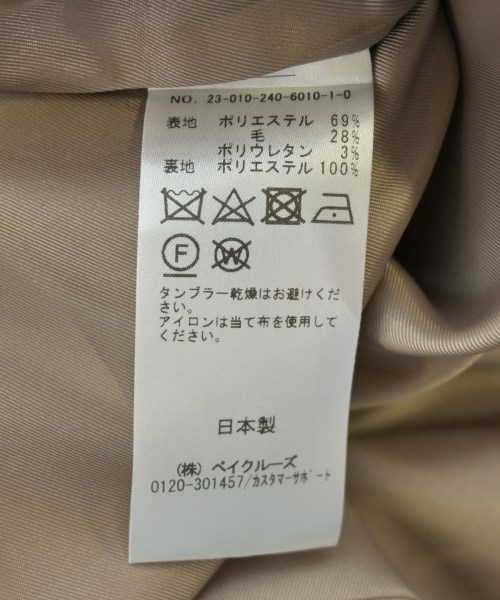 NO. 23-010-240-6010-1-0
表地 ポリエステル 69%
毛 28%
ポリウレタン 3%
裏地 ポリエステル 100%
F W
タンブラー乾燥はお避けくだ
さい。
アイロンは当て布を使用して
ください。
日本製
(株) ベイクルーズ
0120-301457/カスタマーサポート